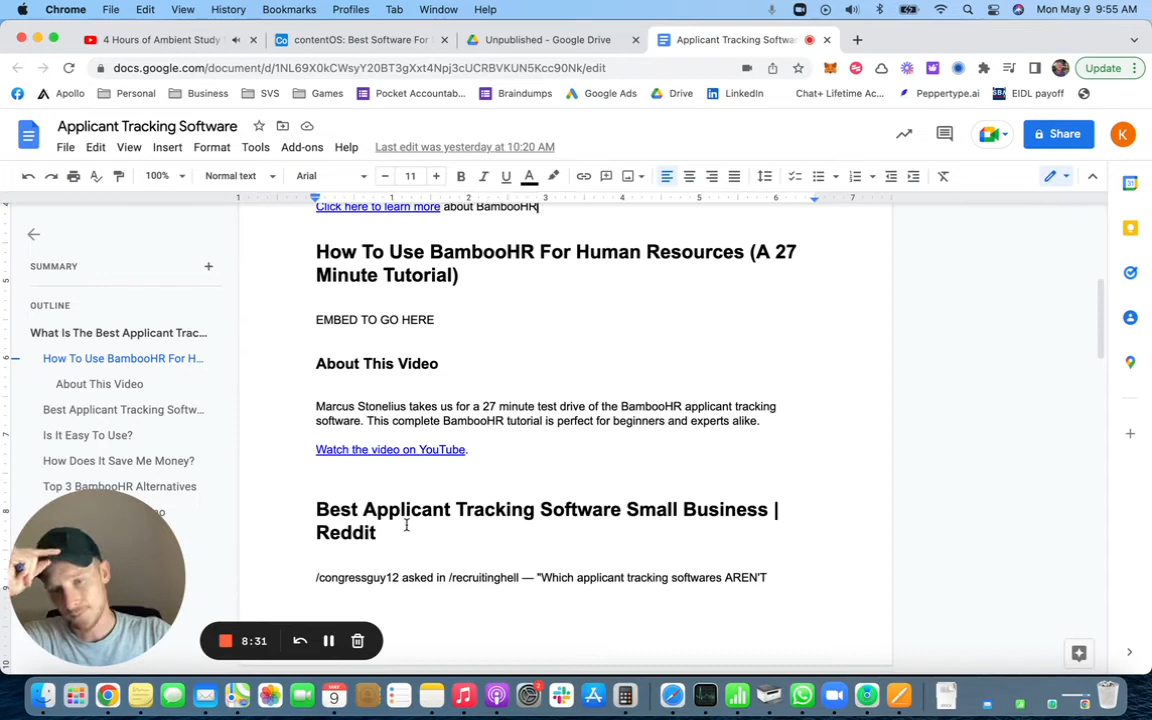 Chrome File Edit View History Bookmarks Profiles Tab Window Help Mon May 9 9:55 AM
4 Hours of Ambient Study contentOS: Best Software For Unpublished - Google Drive Applicant Tracking Softwa
docs.google.com/document/d/1NL69X0kCWsyY20BT3gXxt4Npj3cUCRBVKUN5Kcc90Nk/edit Update
Apollo Personal Business SVS Games Pocket Accounta... Braindumps Google Ads Drive LinkedIn Chat+ Lifetime Ac... Peppertype.ai SBA EIDL payoff
Applicant Tracking Software
Share K
File Edit View Insert Format Tools Add-ons Help Last edit was yesterday at 10:20 AM
100% Normal text Arial 11
1 1 2 3 4 5 6 7
Click here to learn more about BambooHR
SUMMARY
OUTLINE
What Is The Best Applicant Trac...
How To Use BambooHR For H...
About This Video
Best Applicant Tracking Softw...
Is It Easy To Use?
How Does It Save Me Money?
Top 3 BambooHR Alternatives
How To Use BambooHR For Human Resources (A 27
Minute Tutorial)
EMBED TO GO HERE
About This Video
Marcus Stonelius takes us for a 27 minute test drive of the BambooHR applicant tracking
software. This complete BambooHR tutorial is perfect for beginners and experts alike.
Watch the video on YouTube.
Best Applicant Tracking Software Small Business |
Reddit
/congressguy12 asked in /recruitinghell — "Which applicant tracking softwares AREN'T
8:31